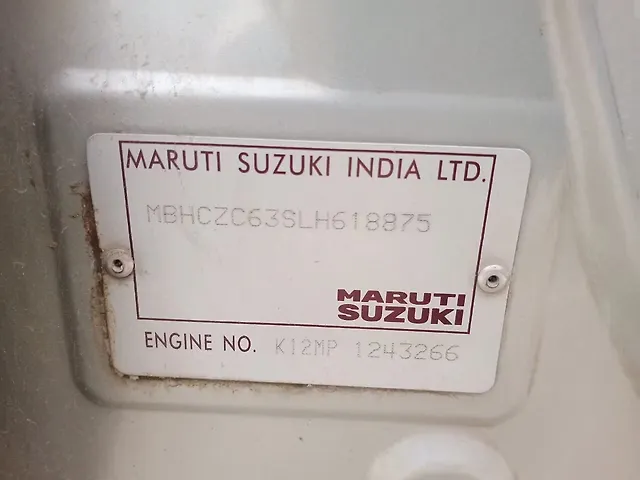 MARUTI SUZUKI INDIA LTD.
MBHCZC63SLH618875
MARUTI
SUZUKI
ENGINE NO. K12MP 1243266